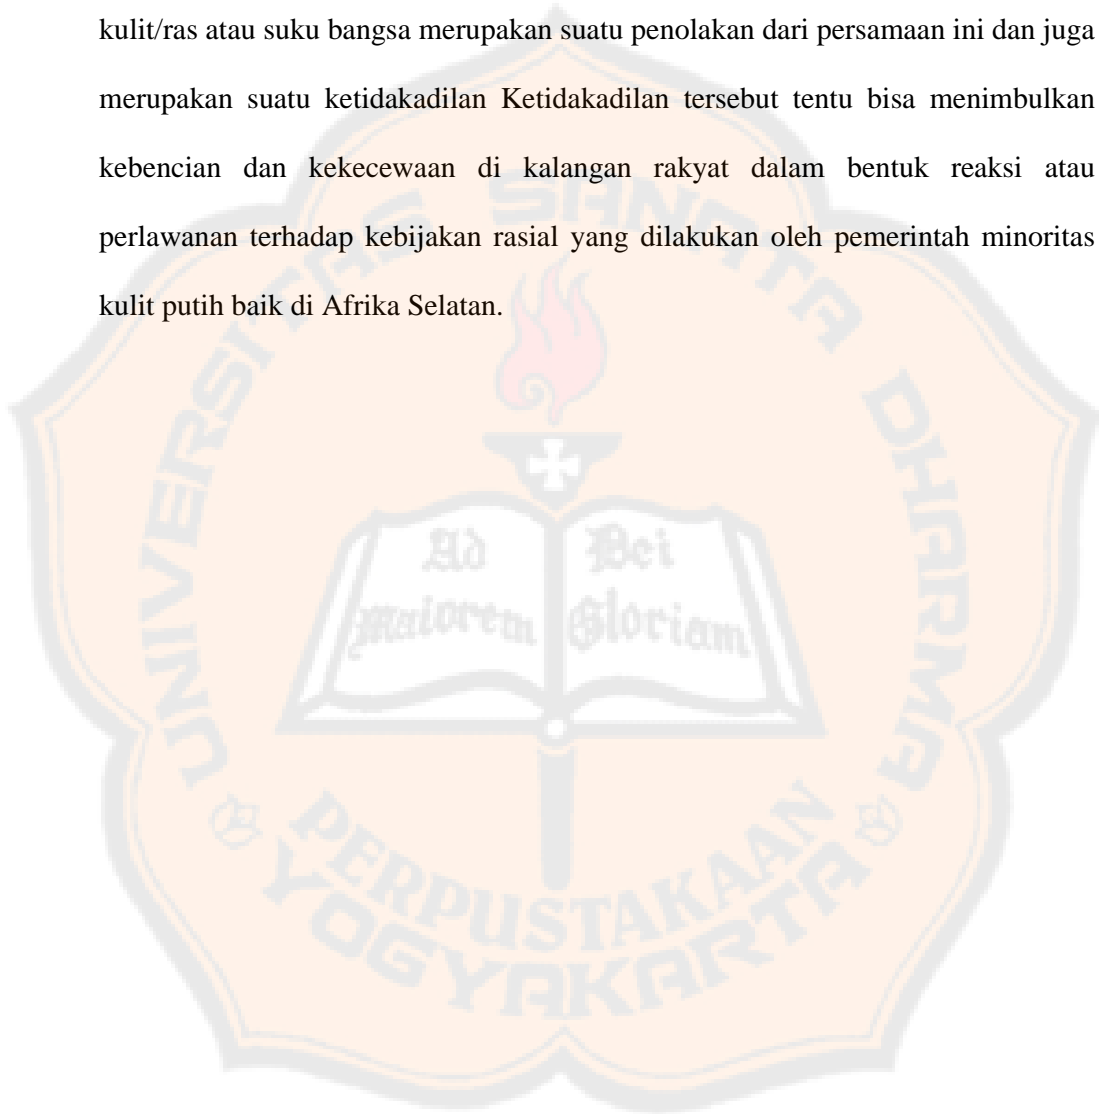 kulit/ras atau suku bangsa merupakan suatu penolakan dari persamaan ini dan juga
merupakan suatu ketidakadilan Ketidakadilan tersebut tentu bisa menimbulkan
kebencian dan kekecewaan di kalangan rakyat dalam bentuk reaksi atau
perlawanan terhadap kebijakan rasial yang dilakukan oleh pemerintah minoritas
kulit putih baik di Afrika Selatan.
UNIVERSITAS SANATA DHARMA
Ad Dei
Maiorem Gloriam
PERPUSTAKAAN
YOGYAKARTA